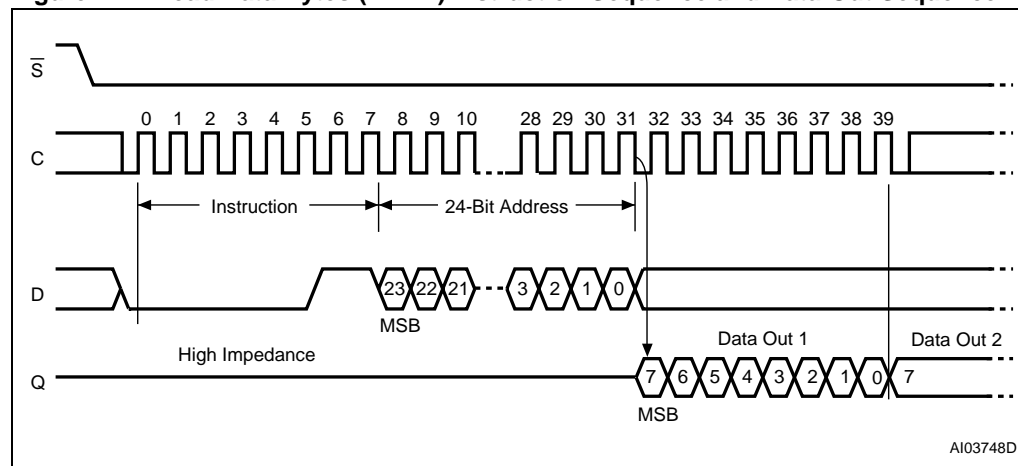 S
0 1 2 3 4 5 6 7 8 9 10 28 29 30 31 32 33 34 35 36 37 38 39
C
Instruction 24-Bit Address
D 23 22 21 3 2 1 0
MSB
High Impedance Data Out 1 Data Out 2
Q 7 6 5 4 3 2 1 0 7
MSB
AI03748D